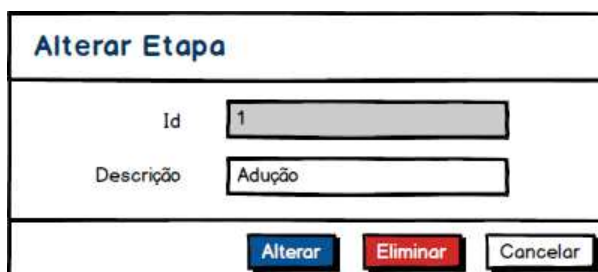 Alterar Etapa
Id 1
Descrição Adução
Alterar Eliminar Cancelar